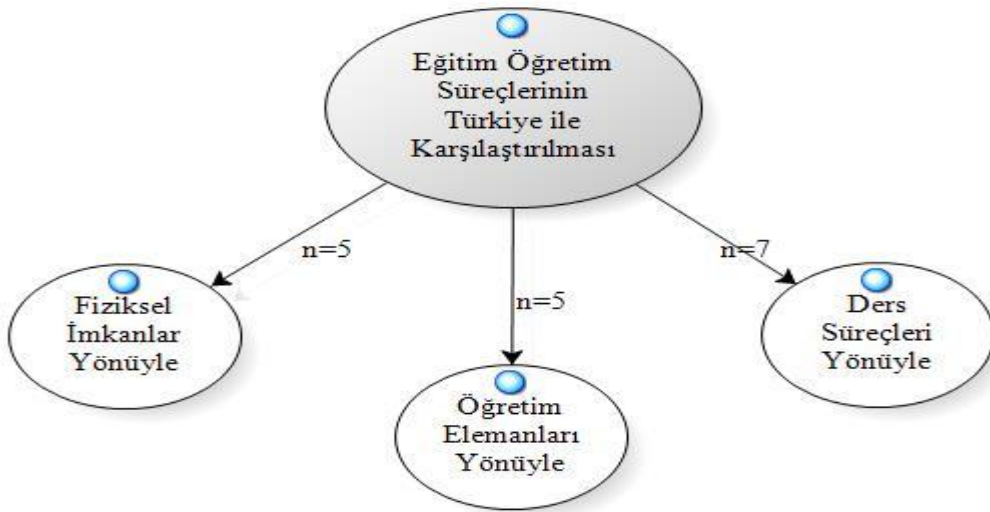 Eğitim Öğretim
Süreçlerinin
Türkiye ile
Karşılaştırılması
n=5
n=5
n=7
Fiziksel
İmkanlar
Yönüyle
Öğretim
Elemanları
Yönüyle
Ders
Süreçleri
Yönüyle